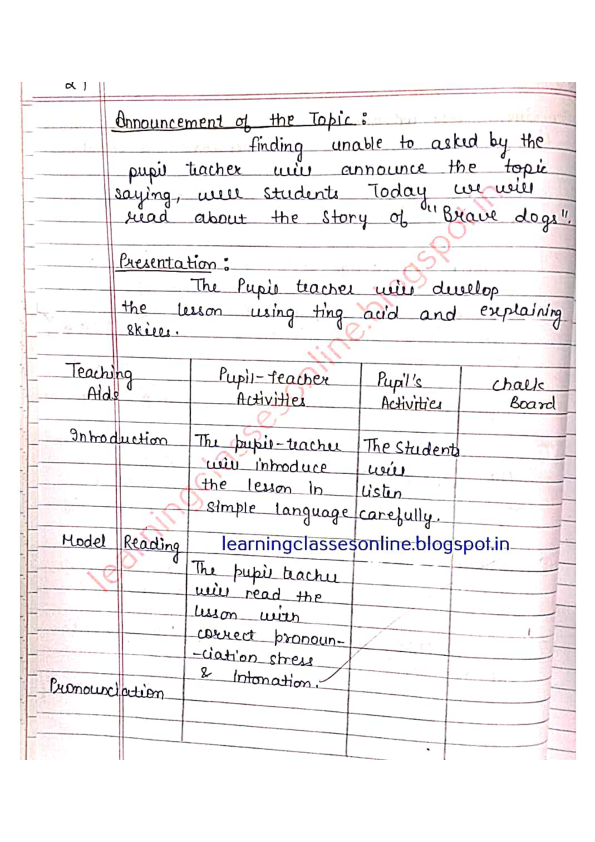 Announcement of the Topic :
finding unable to asked by the
pupil teacher will announce the topic
saying, well students Today we will
read about the story of "Brave dogs".
Presentation :
The Pupil teacher will develop
the lesson using ting acid and explaining
skills.
Teaching Aids
Pupil-Teacher Activities
Pupil's Activities
Chalk Board
Introduction
The pupil-teacher
will introduce
the lesson in
simple language
The Students
will
listen
carefully.
Model Reading
learningclassesonline.blogspot.in
The pupil teacher
will read the
lesson with
correct pronoun-
-ciation stress
& Intonation.
Pronounciation
learningclassesonline.blogspot.in